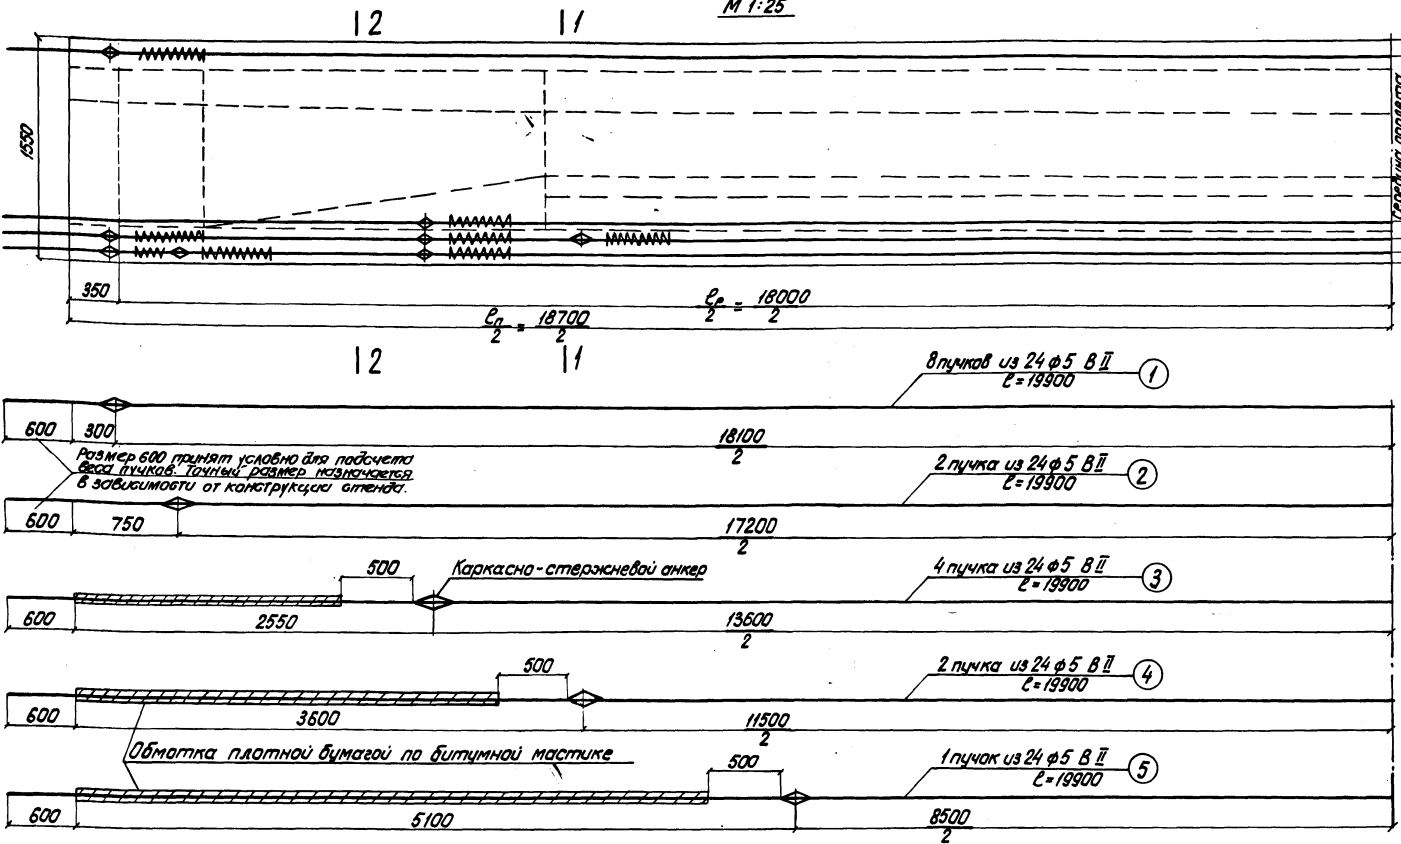 М 1:25
2
1
1550
середина пролета
350
ℓр/2 = 18000/2
ℓп/2 = 18700/2
2
1
8 пучков из 24 ф 5 В II
ℓ = 19900
1
600
300
18100/2
Размер 600 принят условно для подсчета
веса пучков. Точный размер назначается
в зависимости от конструкции стенда.
2 пучка из 24 ф 5 В II
ℓ = 19900
2
600
750
17200/2
500
Каркасно-стержневой анкер
4 пучка из 24 ф 5 В II
ℓ = 19900
3
600
2550
13600/2
500
2 пучка из 24 ф 5 В II
ℓ = 19900
4
600
3600
11500/2
Обмотка плотной бумагой по битумной мастике
500
1 пучок из 24 ф 5 В II
ℓ = 19900
5
600
5100
8500/2